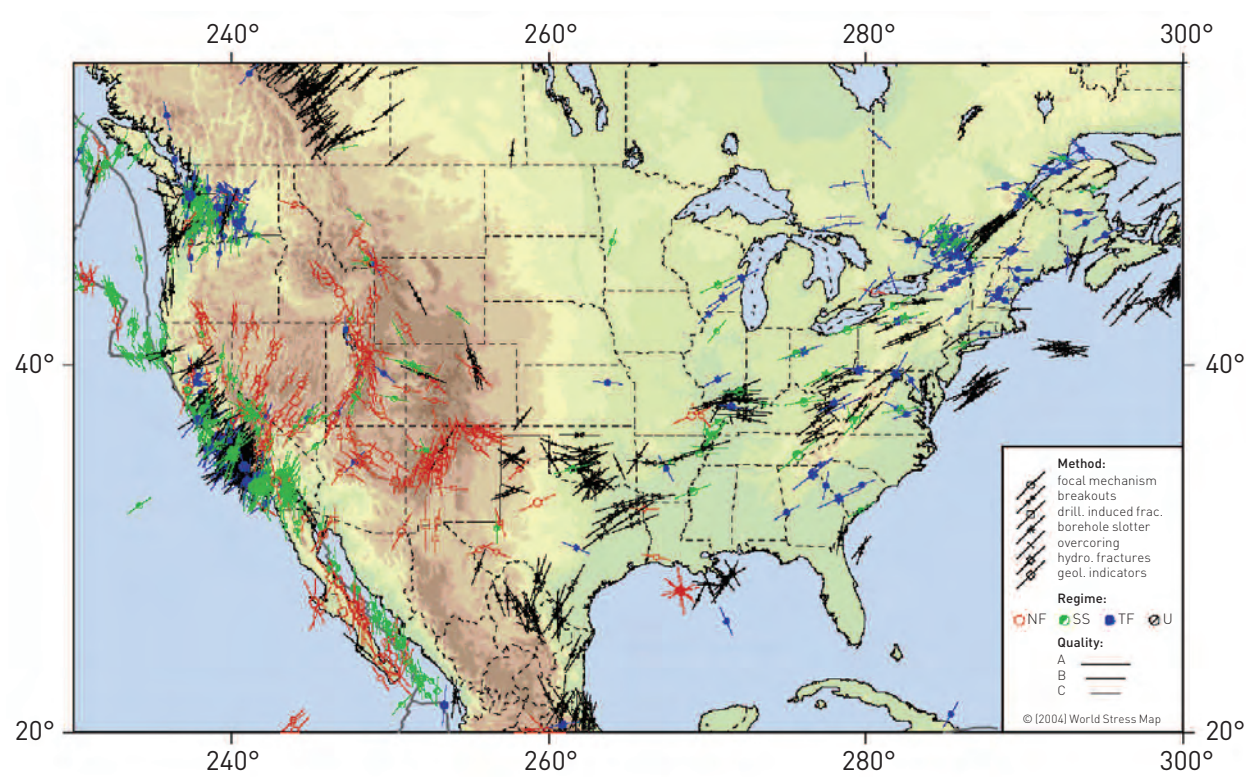 240° 260° 280° 300°
40° 40°
20° 20°
Method:
focal mechanism
breakouts
drill. induced frac.
borehole slotter
overcoring
hydro. fractures
geol. indicators
Regime:
NF SS TF U
Quality:
A
B
C
© (2004) World Stress Map
240° 260° 280° 300°